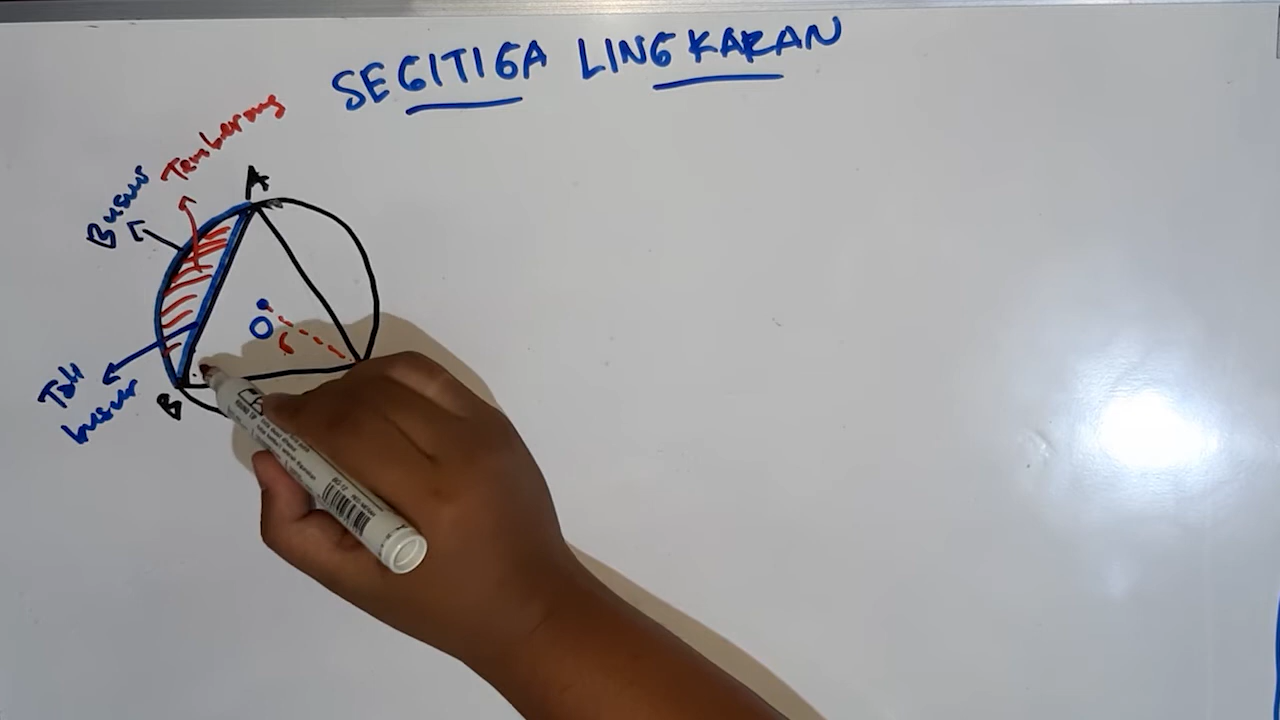 SEGITIGA LINGKARAN
Tembereng
Busur
A
O
r
Tali
busur
B